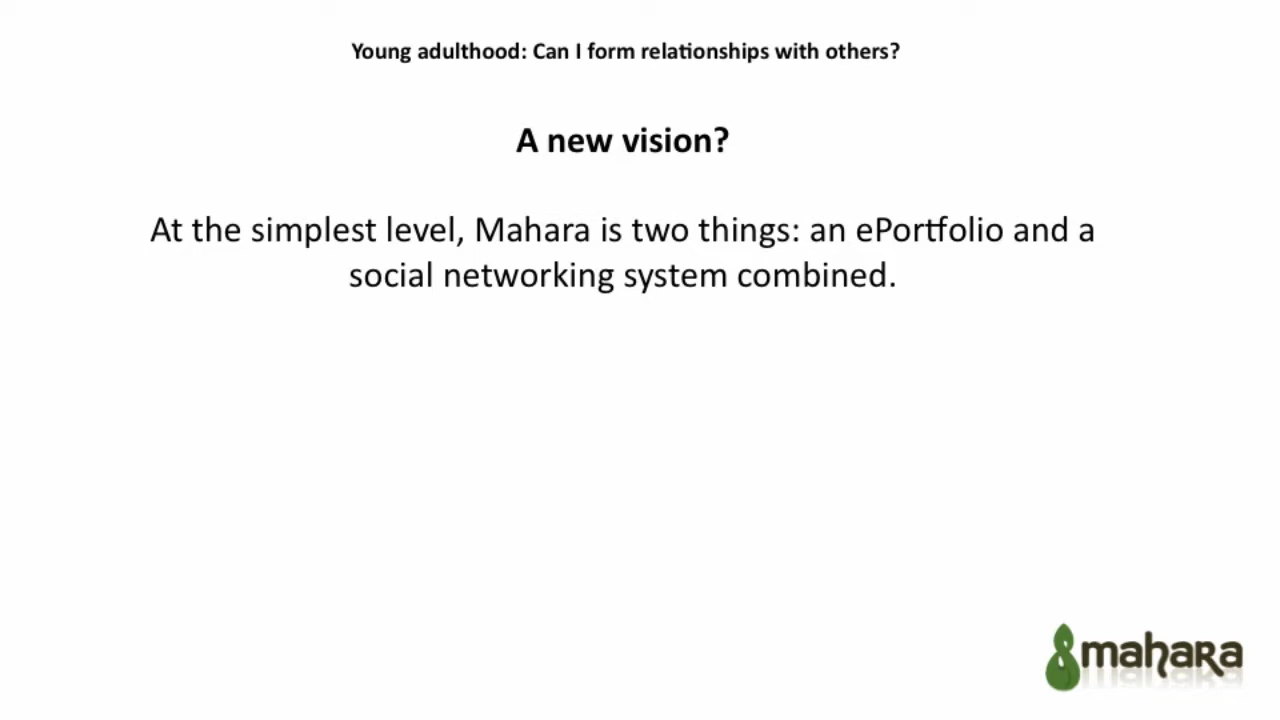 Young adulthood: Can I form relationships with others?
A new vision?
At the simplest level, Mahara is two things: an ePortfolio and a
social networking system combined.
mahara